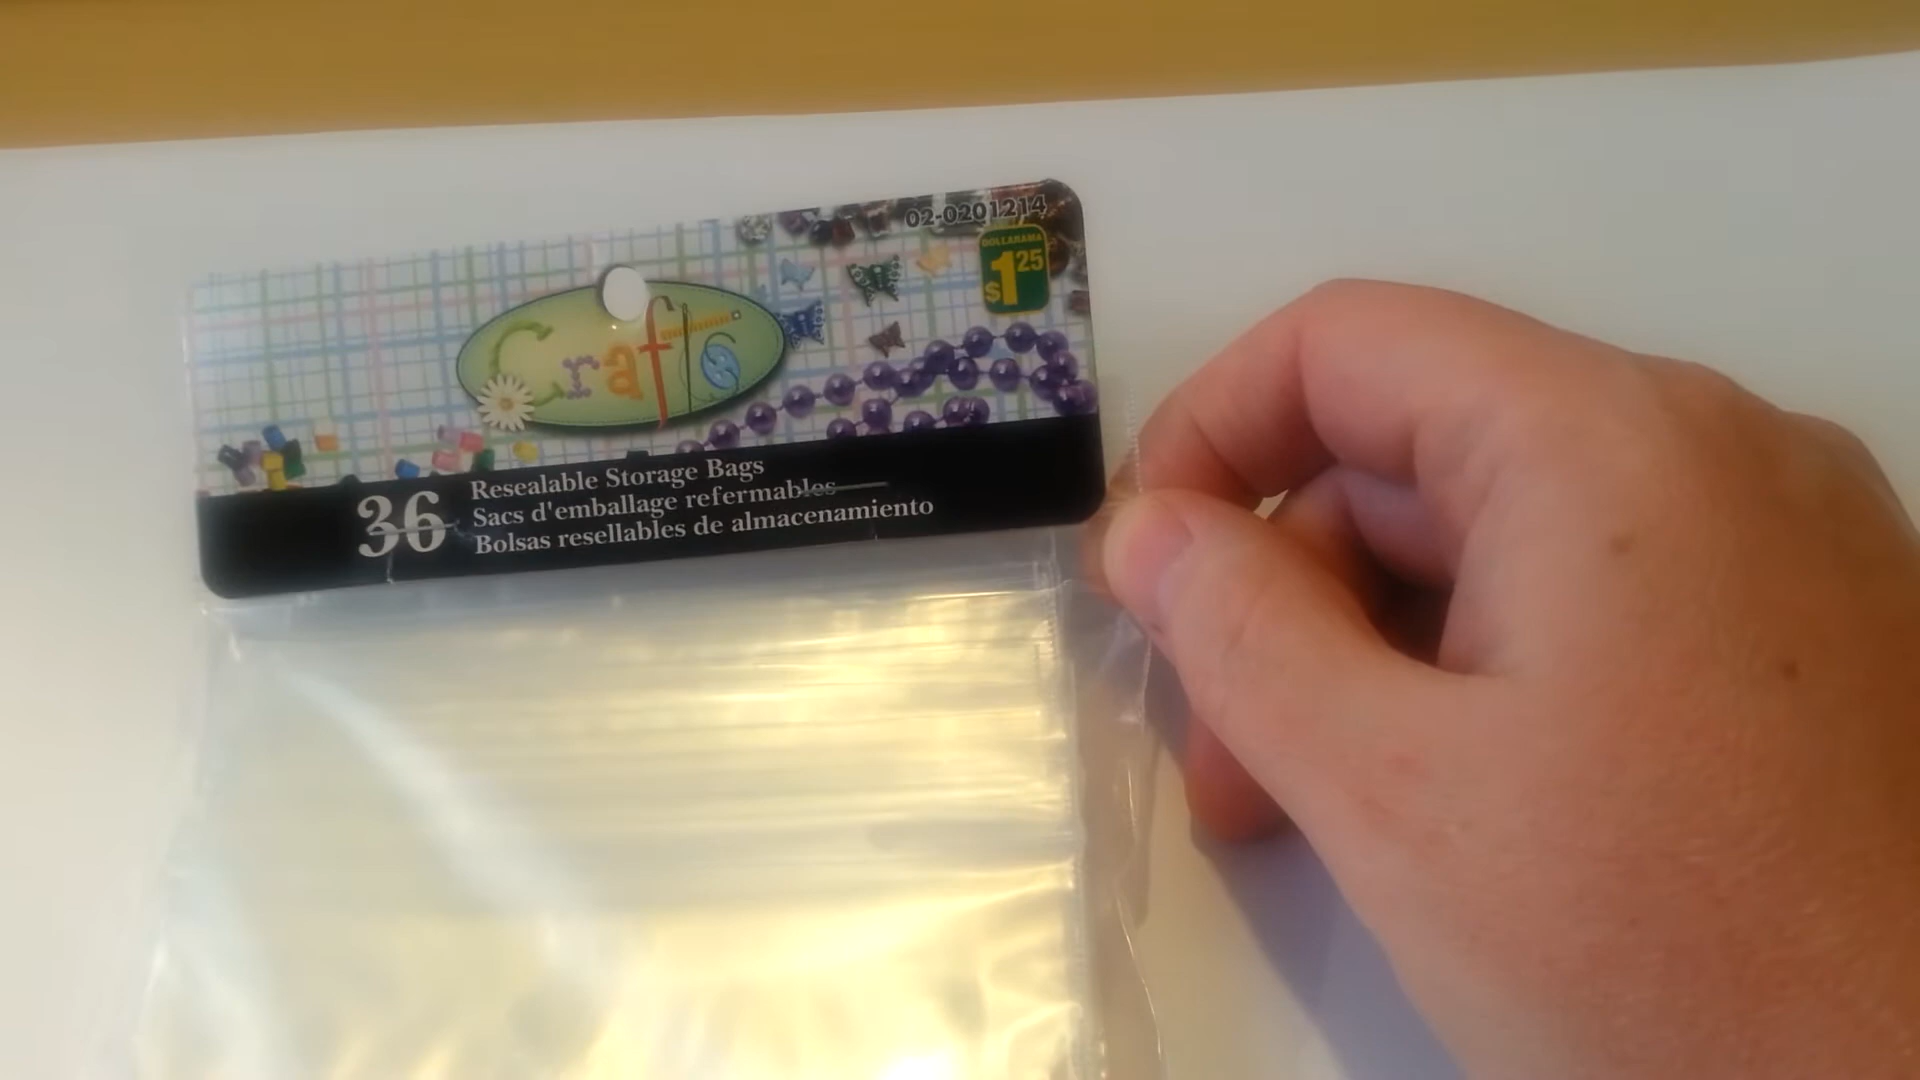 02-0201214
DOLLARAMA
$1.25
Crafts
36
Resealable Storage Bags
Sacs d'emballage refermables
Bolsas resellables de almacenamiento